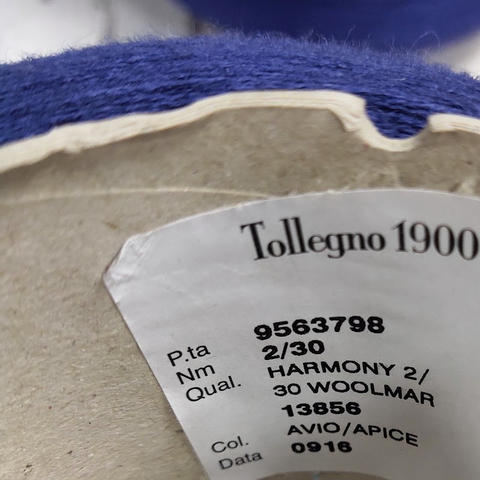 Tollegno 1900
P.ta 9563798
Nm 2/30
Qual. HARMONY 2/
30 WOOLMAR
13856
Col. AVIO/APICE
Data 0916